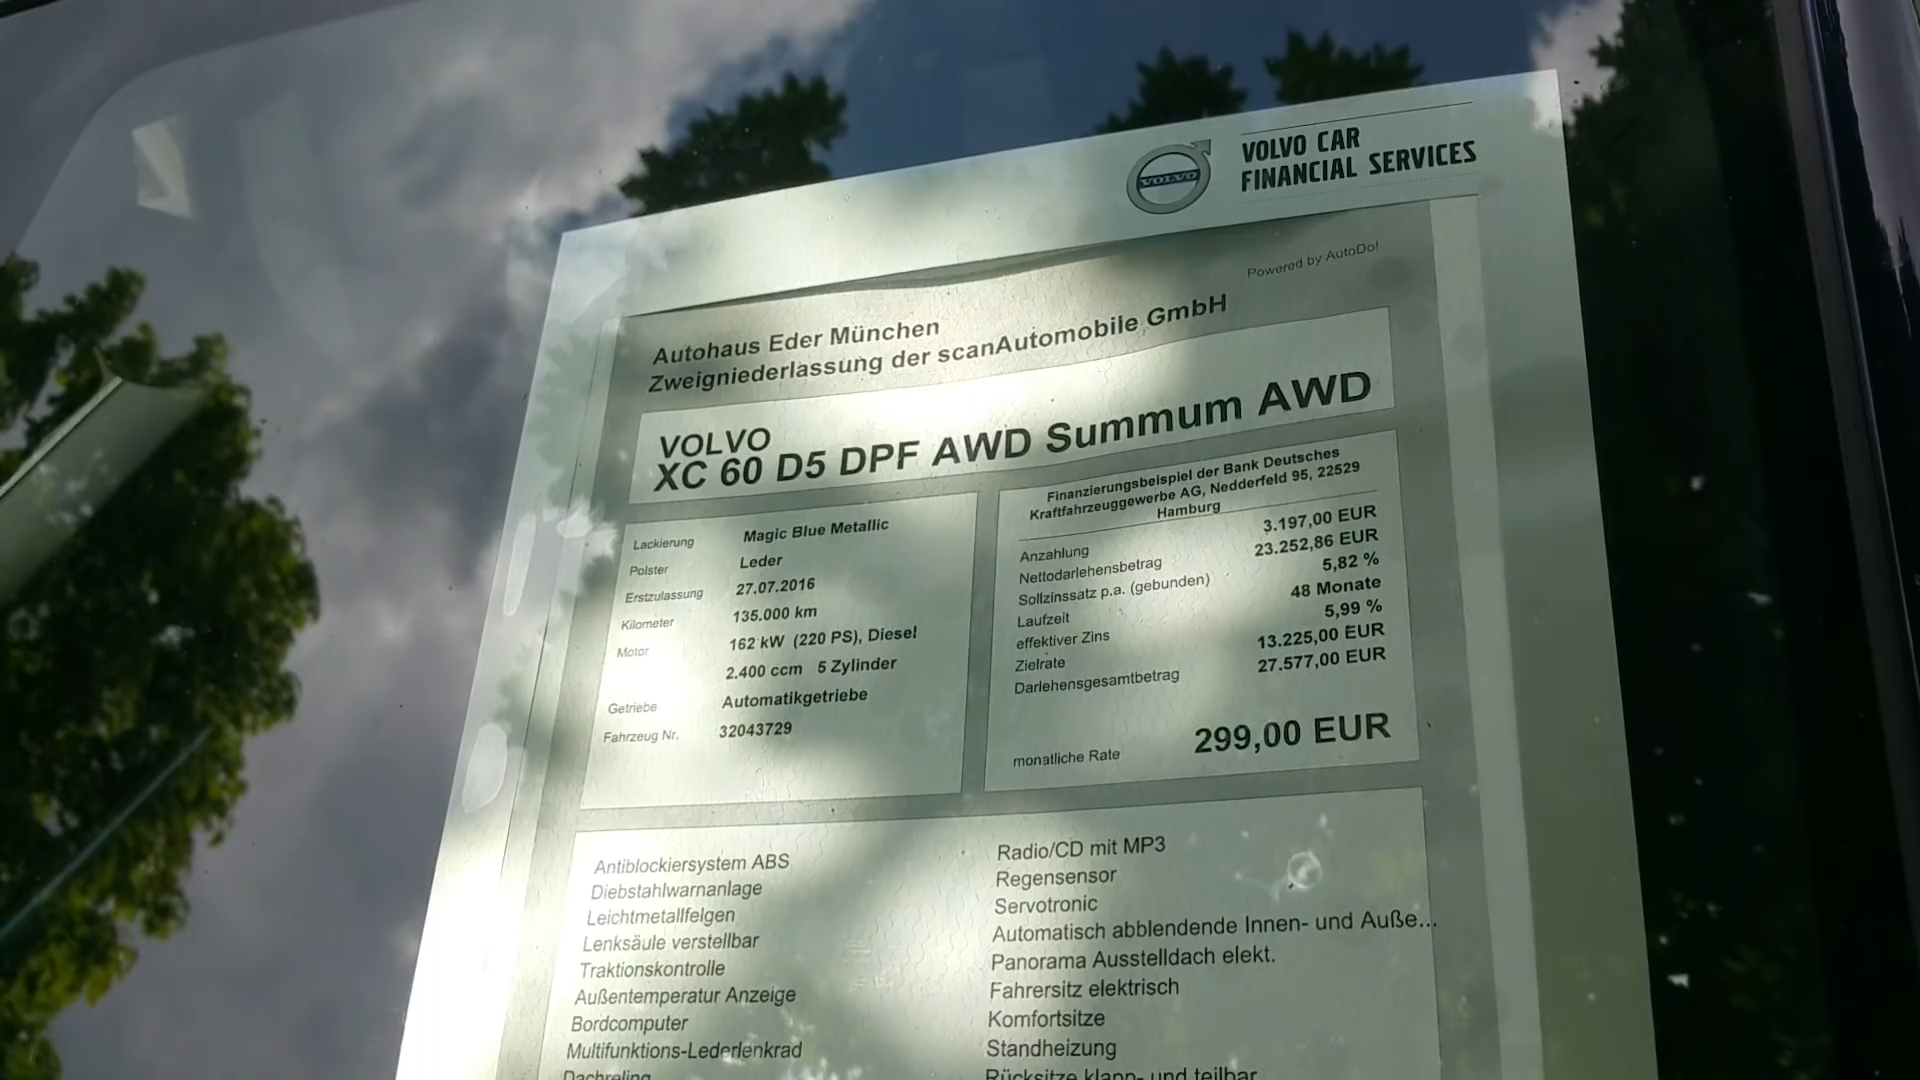 VOLVO
VOLVO CAR
FINANCIAL SERVICES
Powered by AutoDo!
Autohaus Eder München
Zweigniederlassung der scanAutomobile GmbH
VOLVO
XC 60 D5 DPF AWD Summum AWD
Lackierung Magic Blue Metallic
Polster Leder
Erstzulassung 27.07.2016
Kilometer 135.000 km
Motor 162 kW (220 PS), Diesel
2.400 ccm 5 Zylinder
Getriebe Automatikgetriebe
Fahrzeug Nr. 32043729
Finanzierungsbeispiel der Bank Deutsches
Kraftfahrzeuggewerbe AG, Nedderfeld 95, 22529
Hamburg
Anzahlung 3.197,00 EUR
Nettodarlehensbetrag 23.252,86 EUR
Sollzinssatz p.a. (gebunden) 5,82 %
Laufzeit 48 Monate
effektiver Zins 5,99 %
Zielrate 13.225,00 EUR
Darlehensgesamtbetrag 27.577,00 EUR
monatliche Rate 299,00 EUR
Antiblockiersystem ABS
Diebstahlwarnanlage
Leichtmetallfelgen
Lenksäule verstellbar
Traktionskontrolle
Außentemperatur Anzeige
Bordcomputer
Multifunktions-Lederlenkrad
Dachreling
Radio/CD mit MP3
Regensensor
Servotronic
Automatisch abblendende Innen- und Auße...
Panorama Ausstelldach elekt.
Fahrersitz elektrisch
Komfortsitze
Standheizung
Rücksitze klapp- und teilbar